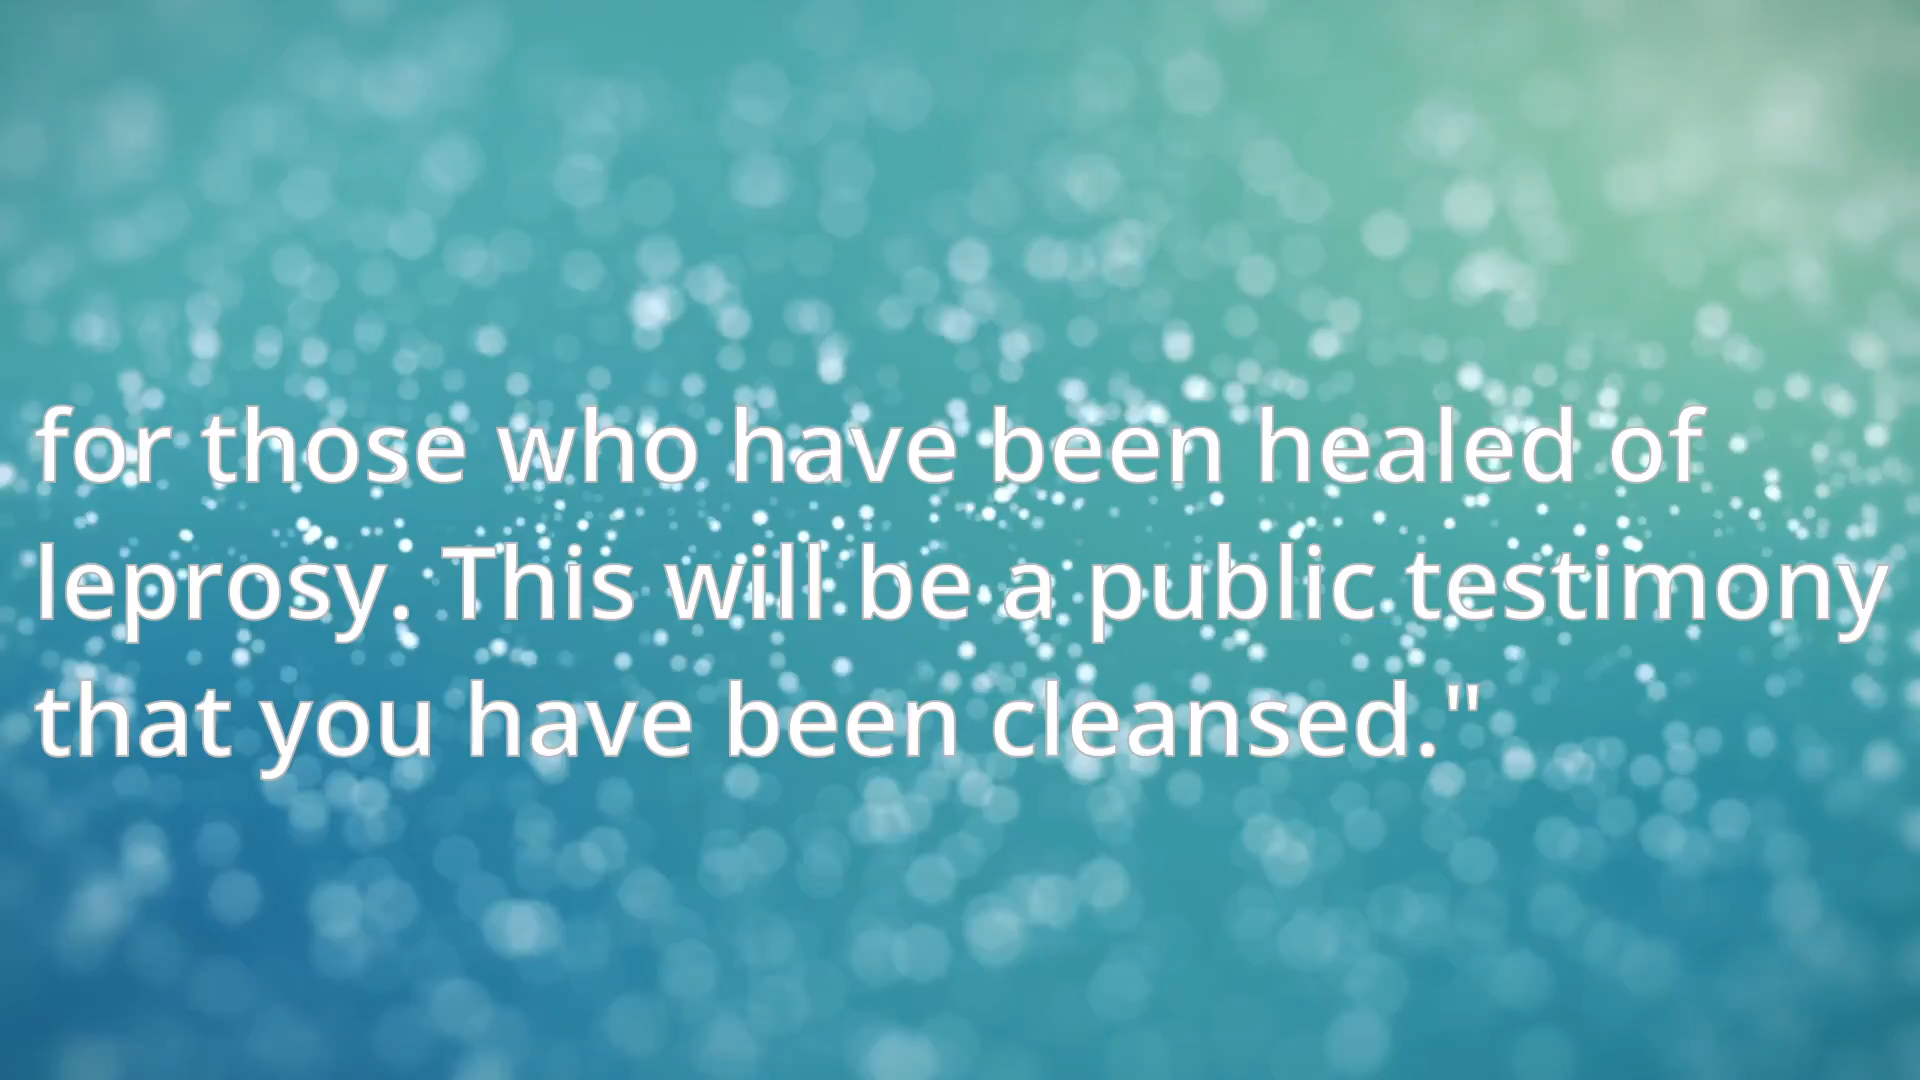 for those who have been healed of
leprosy. This will be a public testimony
that you have been cleansed."